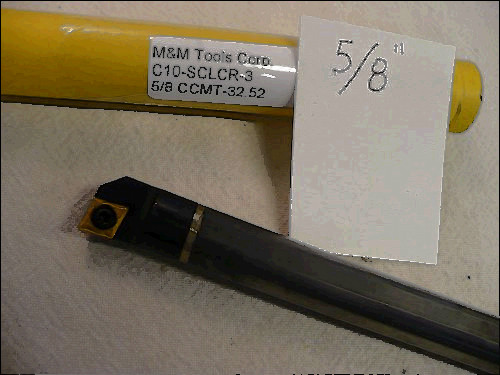 M&M Tools Corp.
C10-SCLCR-3
5/8 CCMT-32.52
5/8"